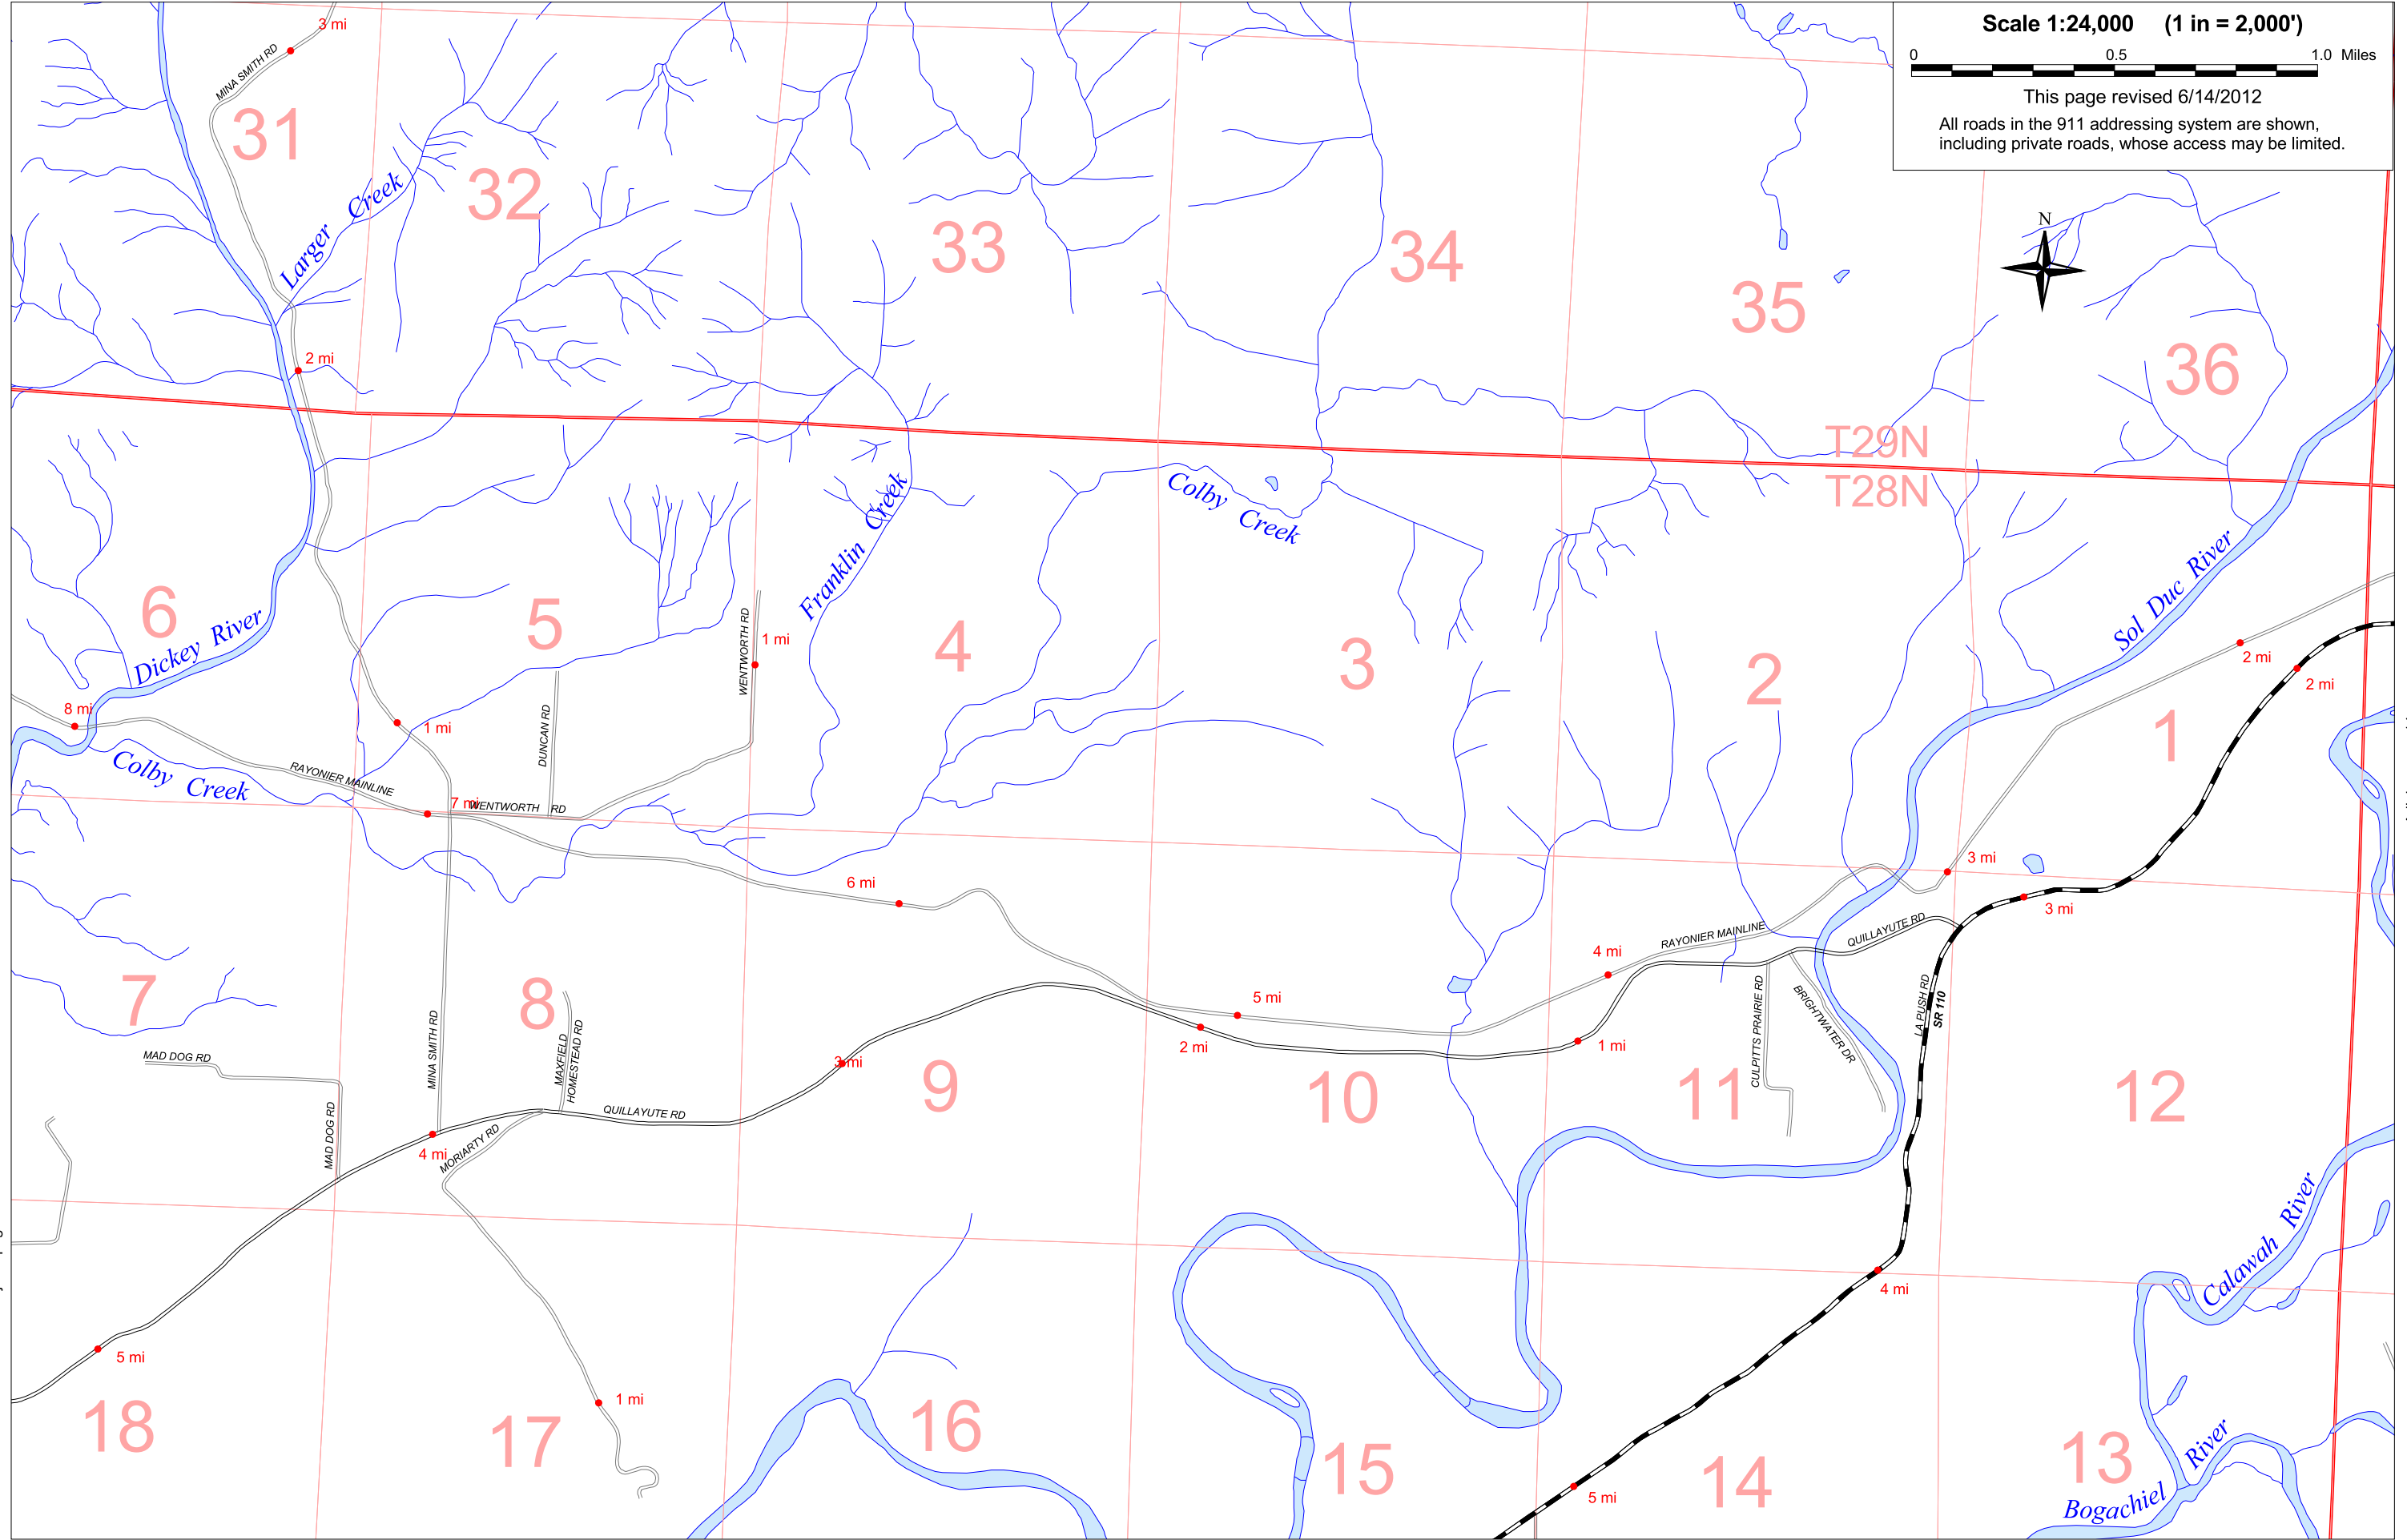 Scale 1:24,000 (1 in = 2,000')
0 0.5 1.0 Miles
This page revised 6/14/2012
All roads in the 911 addressing system are shown,
including private roads, whose access may be limited.
N
3 mi
MINA SMITH RD
31
Larger Creek
32
33
34
35
36
2 mi
T29N
T28N
Colby Creek
Franklin Creek
Sol Duc River
6
Dickey River
5
WENTWORTH RD
1 mi
4
3
2
2 mi
2 mi
1
8 mi
1 mi
DUNCAN RD
Colby Creek
RAYONIER MAINLINE
7 mi
WENTWORTH RD
6 mi
3 mi
3 mi
4 mi
RAYONIER MAINLINE
QUILLAYUTE RD
7
8
5 mi
2 mi
1 mi
CULPITTS PRAIRIE RD
BRIGHTWATER DR
LA PUSH RD
SR 110
MAD DOG RD
MINA SMITH RD
MAXFIELD
HOMESTEAD RD
3 mi
9
10
11
12
QUILLAYUTE RD
MAD DOG RD
4 mi
MORIARTY RD
Calawah River
4 mi
5 mi
1 mi
18
17
16
15
14
13
5 mi
Bogachiel River